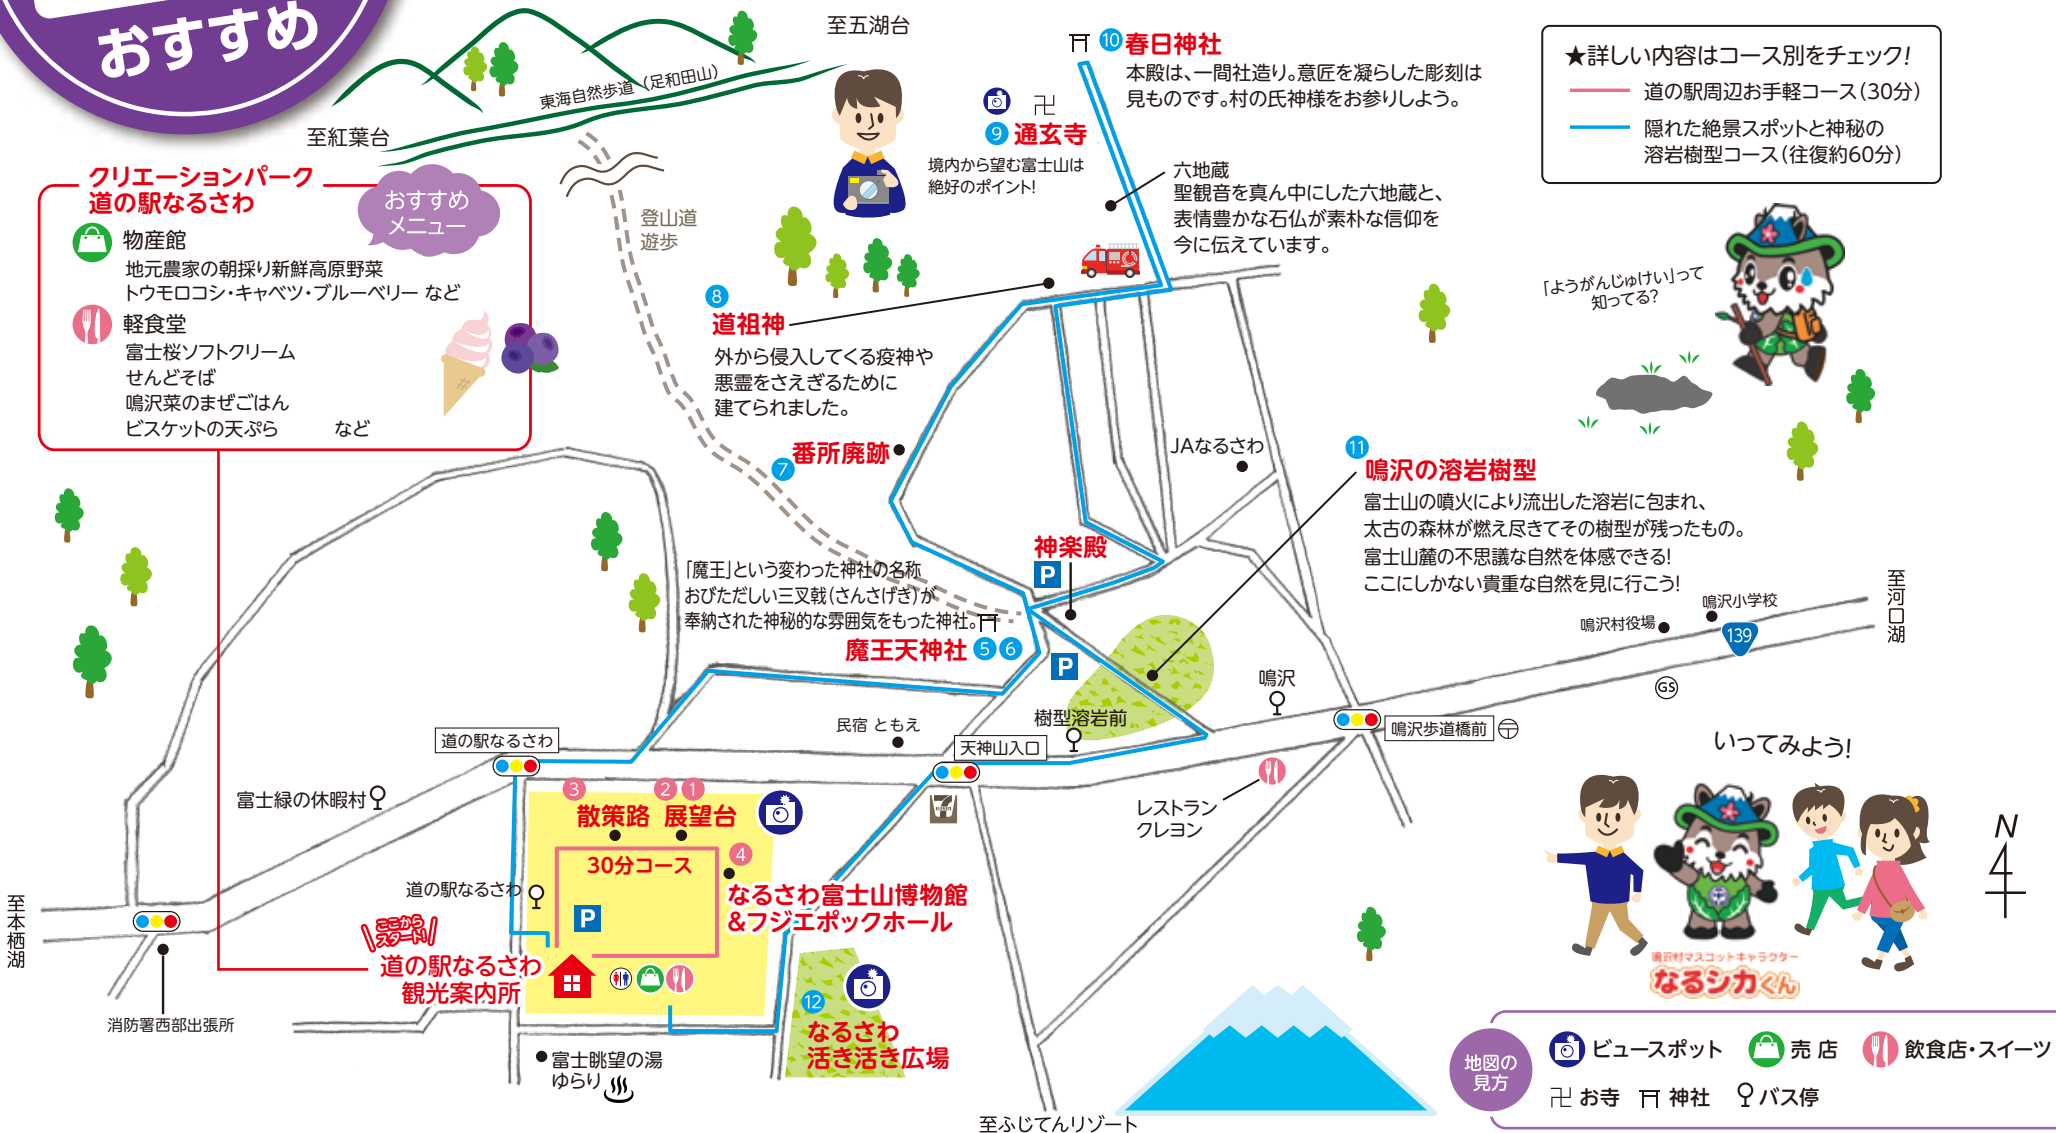 おすすめ
至五湖台
東海自然歩道（足和田山）
至紅葉台
⑩春日神社
本殿は、一間社造り。意匠を凝らした彫刻は
見ものです。村の氏神様をお参りしよう。
卍
⑨通玄寺
境内から望む富士山は
絶好のポイント!
★詳しい内容はコース別をチェック!
道の駅周辺お手軽コース(30分)
隠れた絶景スポットと神秘の
溶岩樹型コース(往復約60分)
六地蔵
聖観音を真ん中にした六地蔵と、
表情豊かな石仏が素朴な信仰を
今に伝えています。
クリエーションパーク
道の駅なるさわ
おすすめ
メニュー
物産館
地元農家の朝採り新鮮高原野菜
トウモロコシ・キャベツ・ブルーベリー など
軽食堂
富士桜ソフトクリーム
せんどそば
鳴沢菜のまぜごはん
ビスケットの天ぷら など
登山道
遊歩
⑧
道祖神
外から侵入してくる疫神や
悪霊をさえぎるために
建てられました。
「ようがんじゅけい」って
知ってる?
⑦
番所廃跡
JAなるさわ
⑪
鳴沢の溶岩樹型
富士山の噴火により流出した溶岩に包まれ、
太古の森林が燃え尽きてその樹型が残ったもの。
富士山麓の不思議な自然を体感できる!
ここにしかない貴重な自然を見に行こう!
神楽殿
P
「魔王」という変わった神社の名称
おびただしい三叉戟(さんさげき)が
奉納された神秘的な雰囲気をもった神社。
魔王天神社⑤⑥
P
鳴沢村役場
鳴沢小学校
139
至河口湖
GS
鳴沢
樹型溶岩前
民宿 ともえ
道の駅なるさわ
天神山入口
鳴沢歩道橋前
〒
富士緑の休暇村
③
散策路
②①
展望台
30分コース
④
なるさわ富士山博物館
&フジエポックホール
レストラン
クレヨン
7
ELEVEN
いってみよう!
道の駅なるさわ
P
ここから
スタート!
道の駅なるさわ
観光案内所
至本栖湖
消防署西部出張所
⑫
なるさわ
活き活き広場
富士眺望の湯
ゆらり
至ふじてんリゾート
鳴沢村マスコットキャラクター
なるシカくん
N
地図の
見方
ビュースポット
売 店
飲食店・スイーツ
卍 お寺
神社
バス停